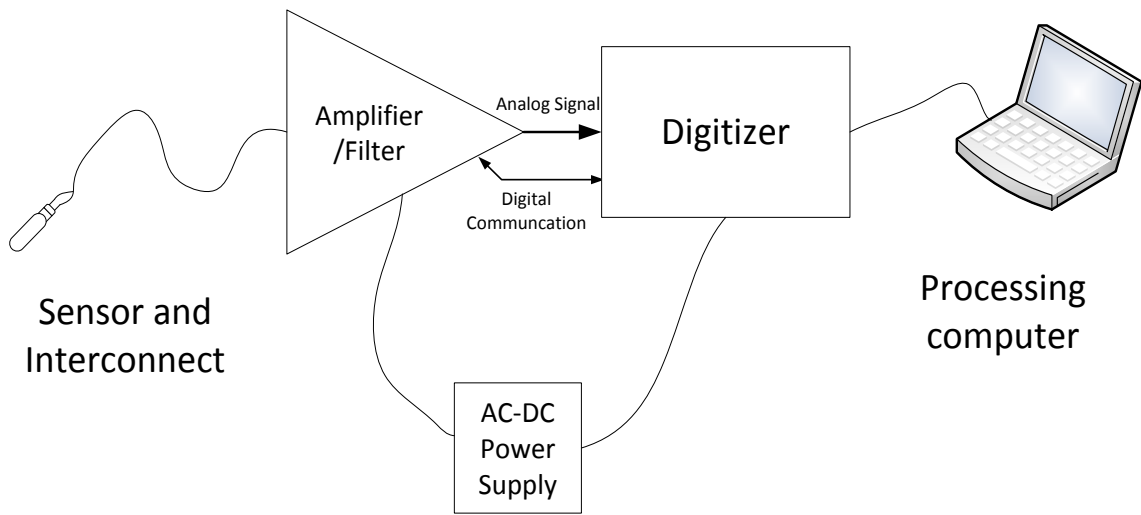 Amplifier
/Filter
Analog Signal
Digitizer
Digital
Communcation
Sensor and
Interconnect
Processing
computer
AC-DC
Power
Supply